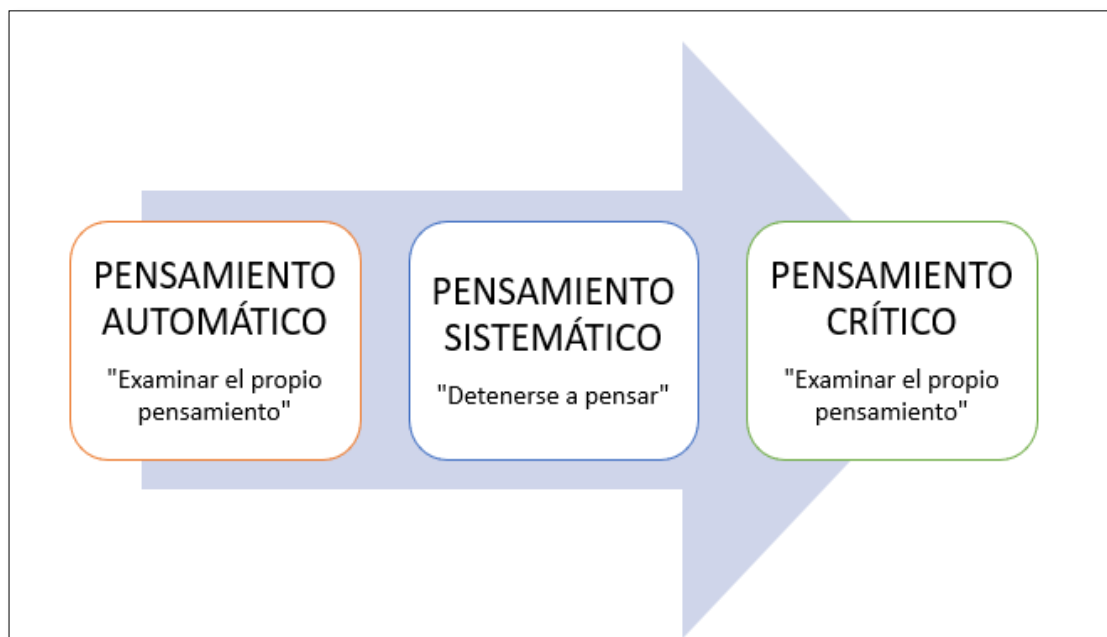 PENSAMIENTO
AUTOMÁTICO
"Examinar el propio
pensamiento"
PENSAMIENTO
SISTEMÁTICO
"Detenerse a pensar"
PENSAMIENTO
CRÍTICO
"Examinar el propio
pensamiento"